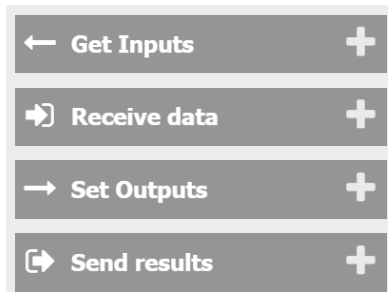 Get Inputs
Receive data
Set Outputs
Send results